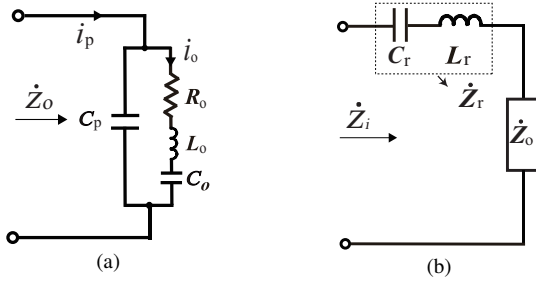 i_p
i_o
R_o
Ż_o
C_p
L_o
C_o
(a)
C_r
L_r
Ż_r
Ż_i
Ż_o
(b)